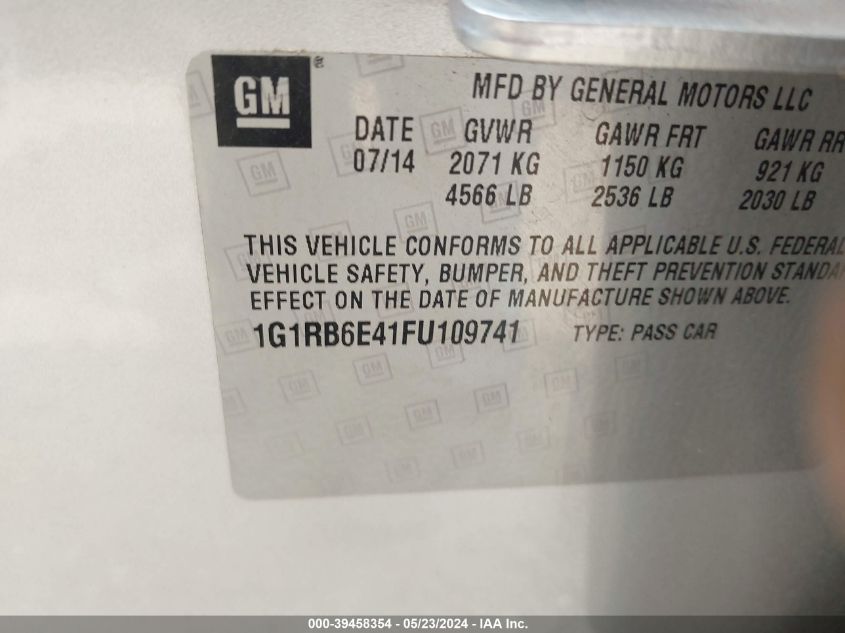 GM®
MFD BY GENERAL MOTORS LLC
DATE GVWR GAWR FRT GAWR RR
07/14 2071 KG 1150 KG 921 KG
4566 LB 2536 LB 2030 LB
THIS VEHICLE CONFORMS TO ALL APPLICABLE U.S. FEDERAL
VEHICLE SAFETY, BUMPER, AND THEFT PREVENTION
EFFECT ON THE DATE OF MANUFACTURE SHOWN ABOVE.
1G1RB6E41FU109741 TYPE: PASS CAR
000-39458354 - 05/23/2024 - IAA Inc.